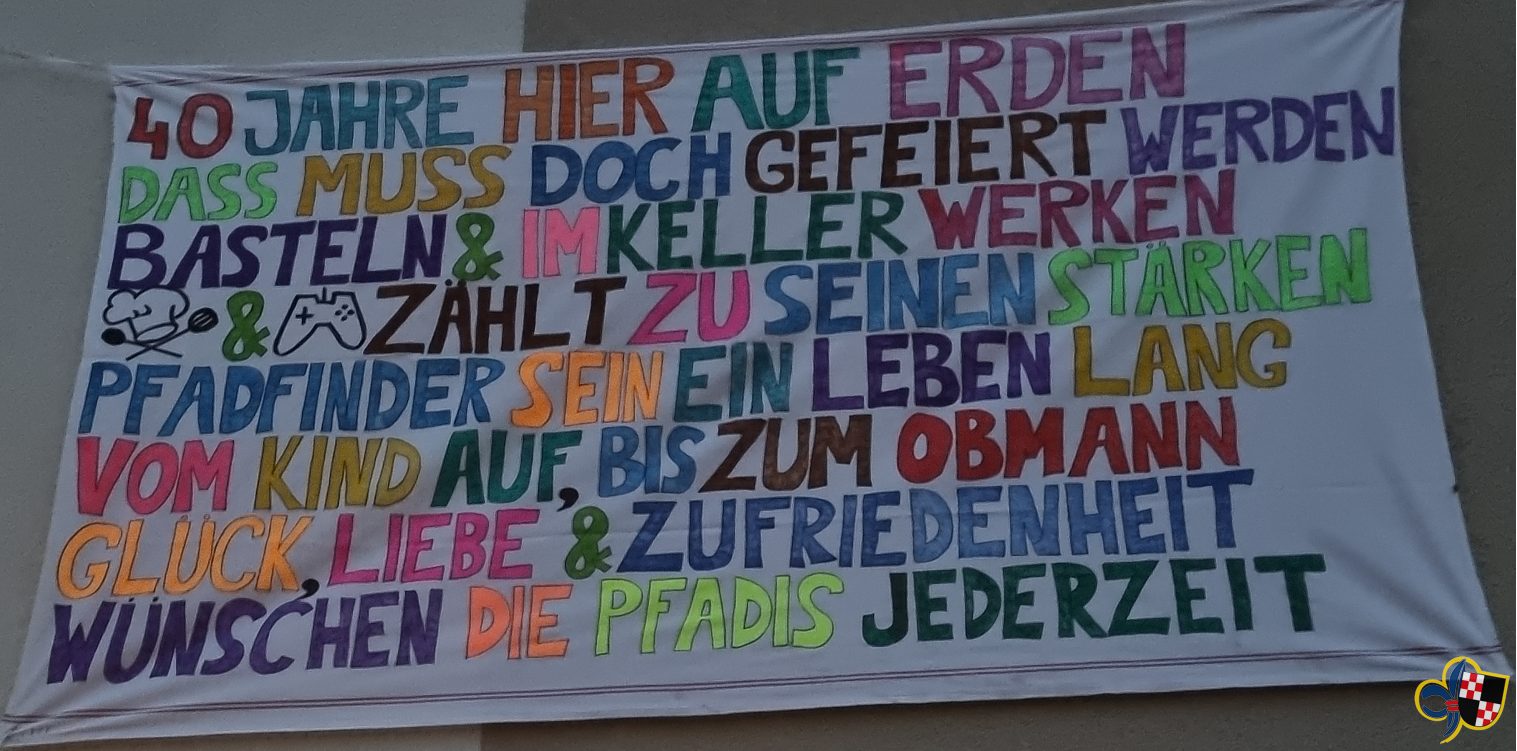 40 JAHRE HIER AUF ERDEN
DASS MUSS DOCH GEFEIERT WERDEN
BASTELN & IM KELLER WERKEN
& ZÄHLT ZU SEINEN STÄRKEN
PFADFINDER SEIN EIN LEBEN LANG
VOM KIND AUF, BIS ZUM OBMANN
GLÜCK, LIEBE & ZUFRIEDENHEIT
WÜNSCHEN DIE PFADIS JEDERZEIT